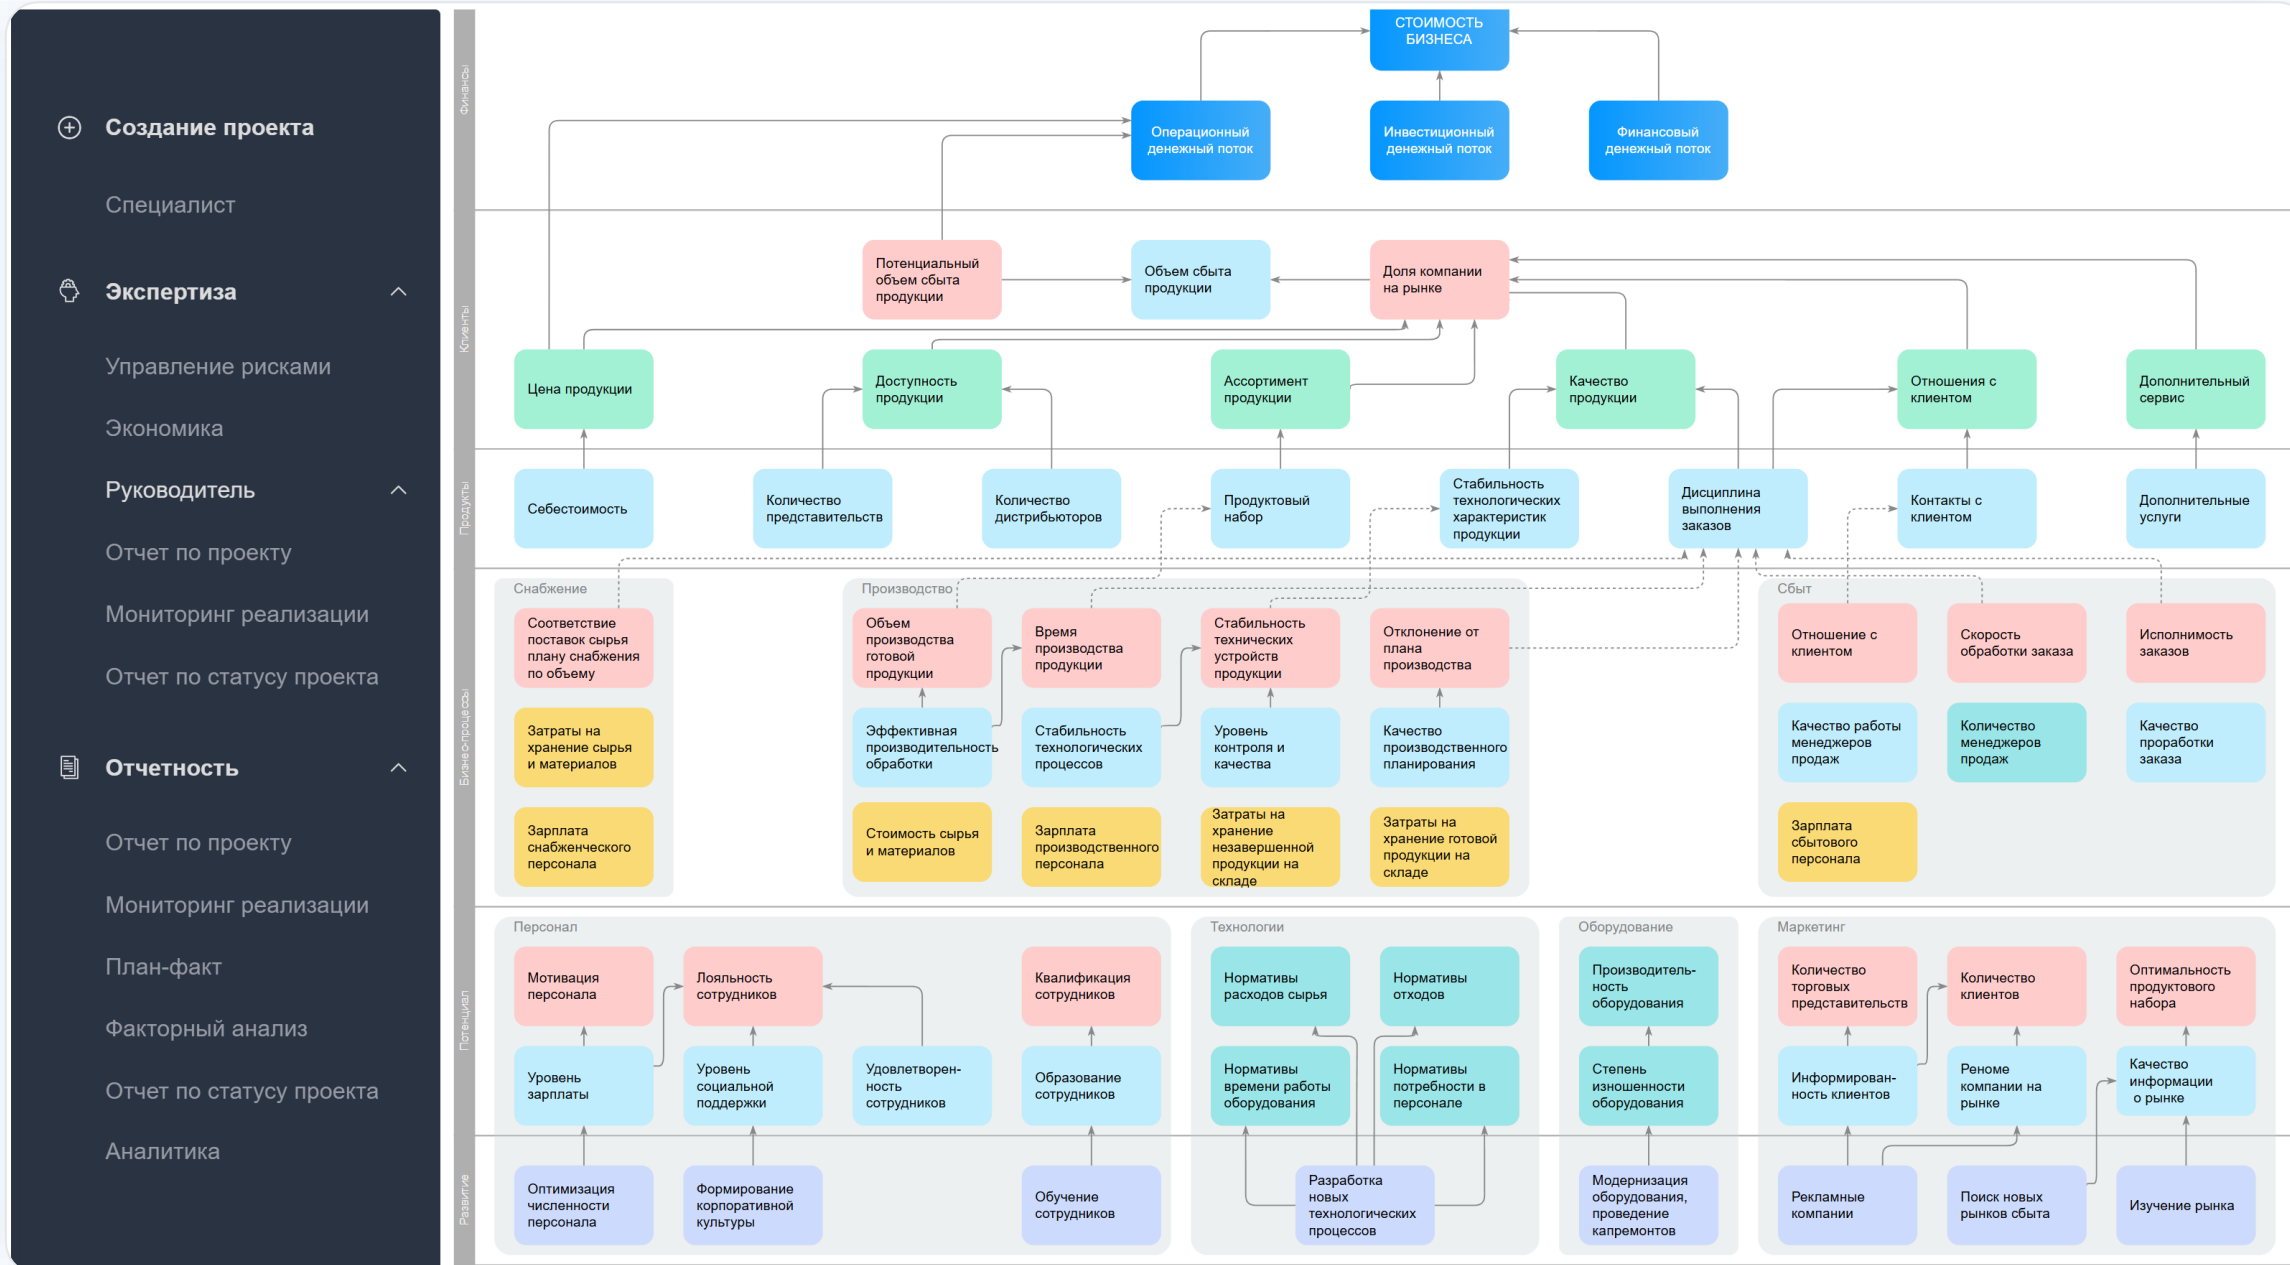 Создание проекта
Специалист
Экспертиза
Управление рисками
Экономика
Руководитель
Отчет по проекту
Мониторинг реализации
Отчет по статусу проекта
Отчетность
Отчет по проекту
Мониторинг реализации
План-факт
Факторный анализ
Отчет по статусу проекта
Аналитика
Финансы
СТОИМОСТЬ
БИЗНЕСА
Операционный
денежный поток
Инвестиционный
денежный поток
Финансовый
денежный поток
Клиенты
Потенциальный
объем сбыта
продукции
Объем сбыта
продукции
Доля компании
на рынке
Цена продукции
Доступность
продукции
Ассортимент
продукции
Качество
продукции
Отношения с
клиентом
Дополнительный
сервис
Продукты
Себестоимость
Количество
представительств
Количество
дистрибьюторов
Продуктовый
набор
Стабильность
технологических
характеристик
продукции
Дисциплина
выполнения
заказов
Контакты с
клиентом
Дополнительные
услуги
Бизнео-процессы
Снабжение
Соответствие
поставок сырья
плану снабжения
по объему
Затраты на
хранение сырья
и материалов
Зарплата
снабженческого
персонала
Производство
Объем
производства
готовой
продукции
Время
производства
продукции
Стабильность
технических
устройств
продукции
Отклонение от
плана
производства
Эффективная
производительность
обработки
Стабильность
технологических
процессов
Уровень
контроля и
качества
Качество
производственного
планирования
Стоимость сырья
и материалов
Зарплата
производственного
персонала
Затраты на
хранение
незавершенной
продукции на
складе
Затраты на
хранение готовой
продукции на
складе
Сбыт
Отношение с
клиентом
Скорость
обработки заказа
Исполнимость
заказов
Качество работы
менеджеров
продаж
Количество
менеджеров
продаж
Качество
проработки
заказа
Зарплата
сбытового
персонала
Потенциал
Персонал
Мотивация
персонала
Лояльность
сотрудников
Квалификация
сотрудников
Уровень
зарплаты
Уровень
социальной
поддержки
Удовлетворен-
ность
сотрудников
Образование
сотрудников
Технологии
Нормативы
расходов сырья
Нормативы
отходов
Нормативы
времени работы
оборудования
Нормативы
потребности в
персонале
Оборудование
Производитель-
ность
оборудования
Степень
изношенности
оборудования
Маркетинг
Количество
торговых
представительств
Количество
клиентов
Оптимальность
продуктового
набора
Информирован-
ность клиентов
Реноме
компании на
рынке
Качество
информации
о рынке
Развитие
Оптимизация
численности
персонала
Формирование
корпоративной
культуры
Обучение
сотрудников
Разработка
новых
технологических
процессов
Модернизация
оборудования,
проведение
капремонтов
Рекламные
компании
Поиск новых
рынков сбыта
Изучение рынка